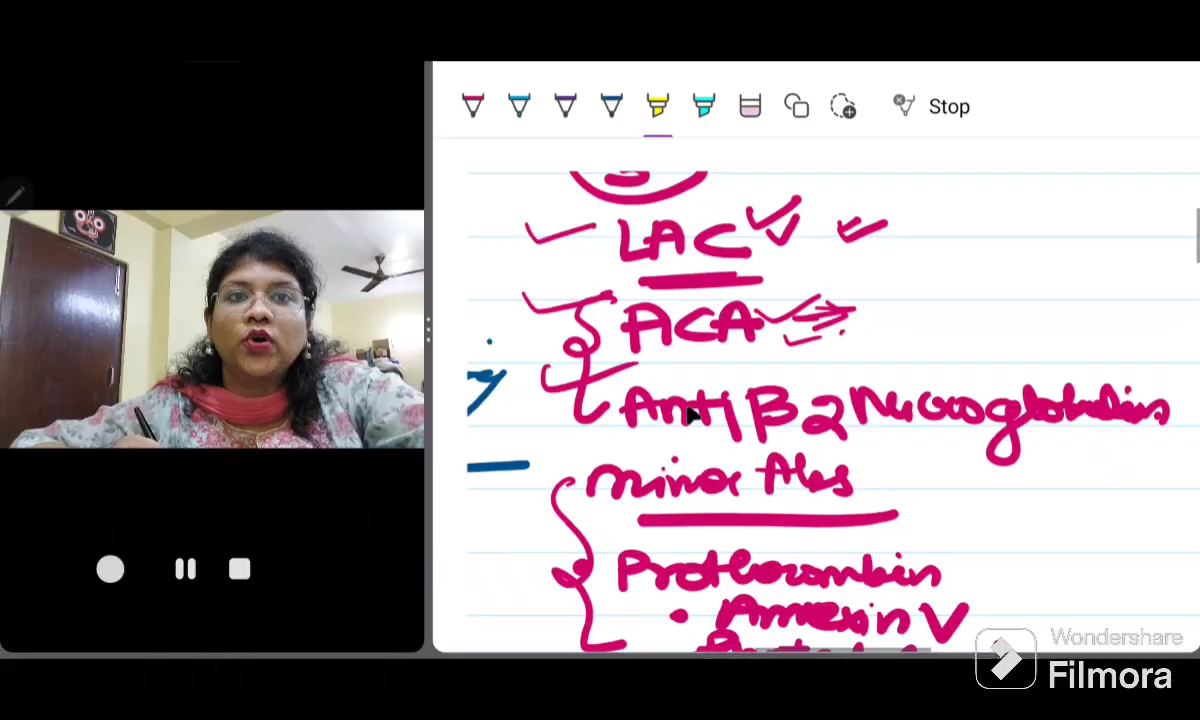 Stop
LAC
ACA
Anti β2 Microglobulins
Minor Abs
Prothrombin
• Annexin V
Wondershare
Filmora